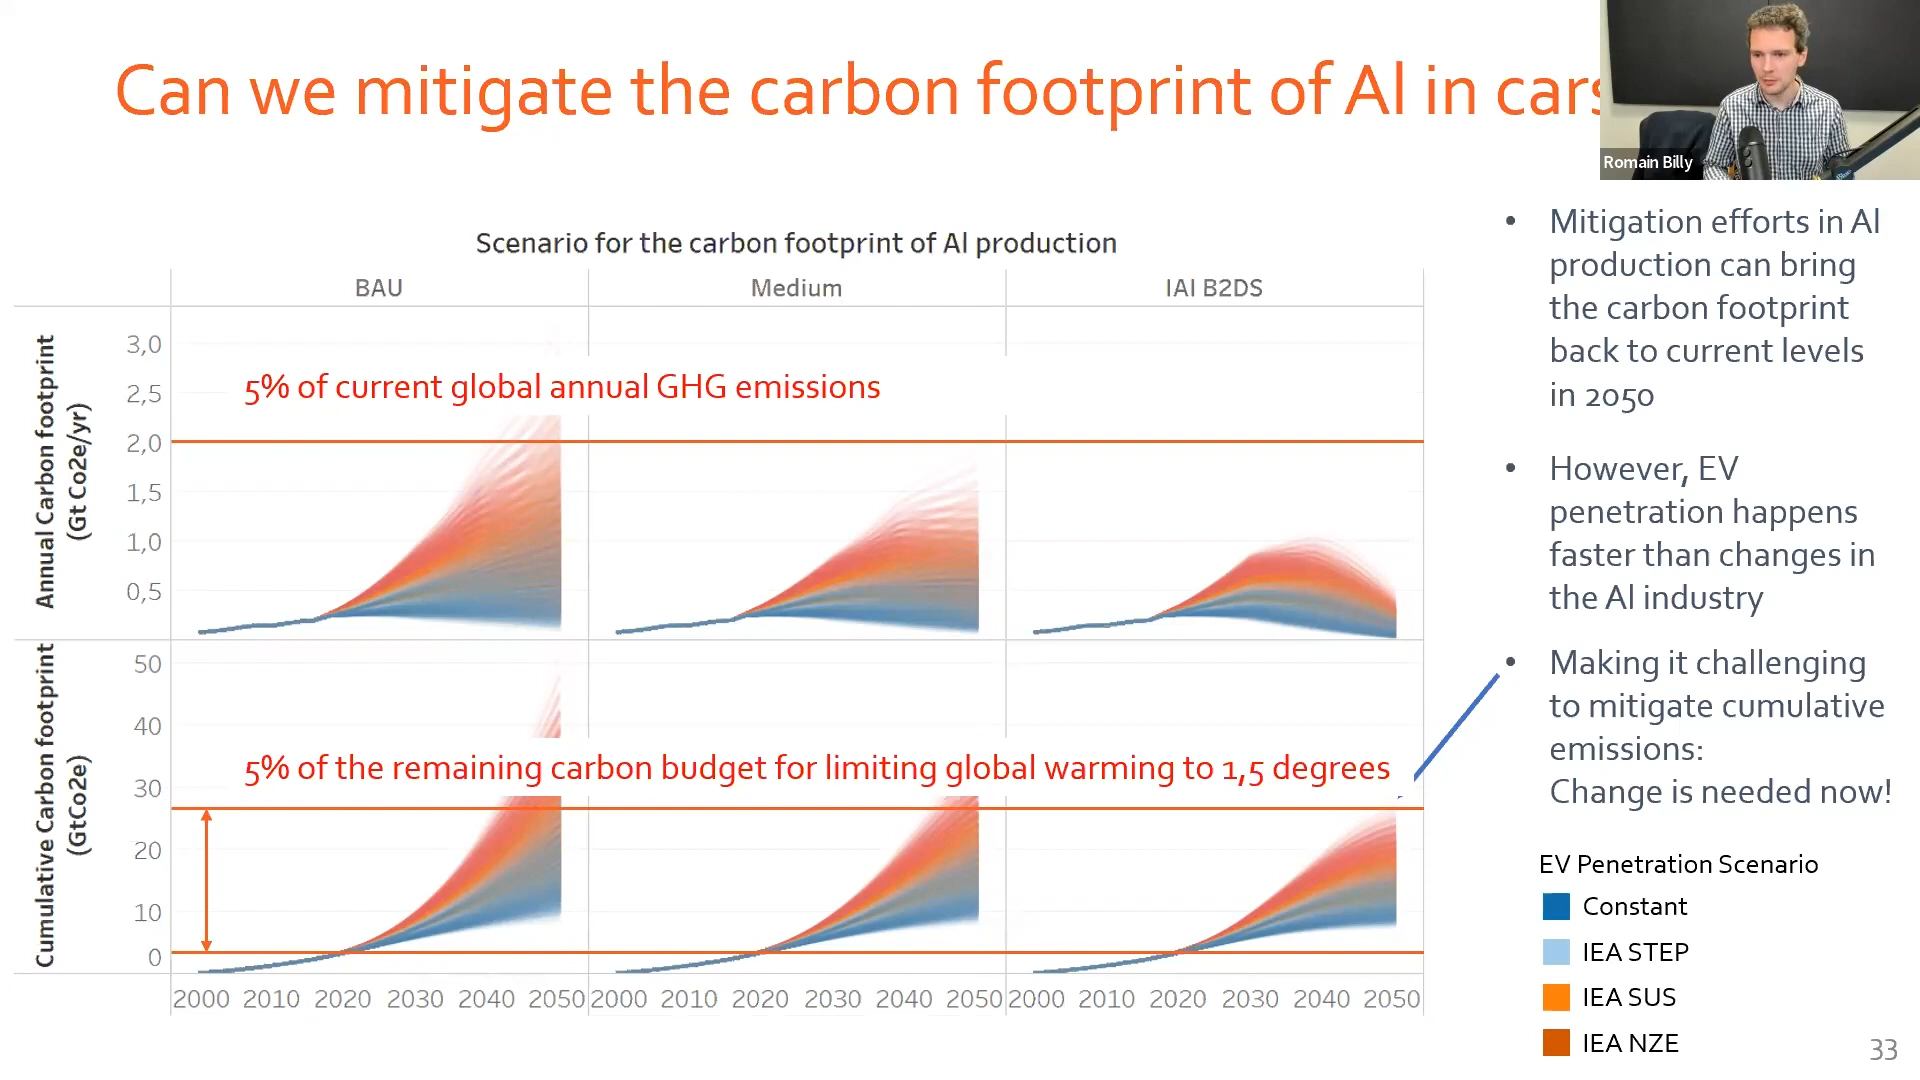 Can we mitigate the carbon footprint of Al in cars
Romain Billy
Scenario for the carbon footprint of Al production
BAU
Medium
IAI B2DS
Annual Carbon footprint
(Gt Co2e/yr)
3,0
2,5
2,0
1,5
1,0
0,5
5% of current global annual GHG emissions
Cumulative Carbon footprint
(GtCo2e)
50
40
30
20
10
0
5% of the remaining carbon budget for limiting global warming to 1,5 degrees
2000 2010 2020 2030 2040 2050
2000 2010 2020 2030 2040 2050
2000 2010 2020 2030 2040 2050
• Mitigation efforts in Al
production can bring
the carbon footprint
back to current levels
in 2050
• However, EV
penetration happens
faster than changes in
the Al industry
• Making it challenging
to mitigate cumulative
emissions:
Change is needed now!
EV Penetration Scenario
Constant
IEA STEP
IEA SUS
IEA NZE
33